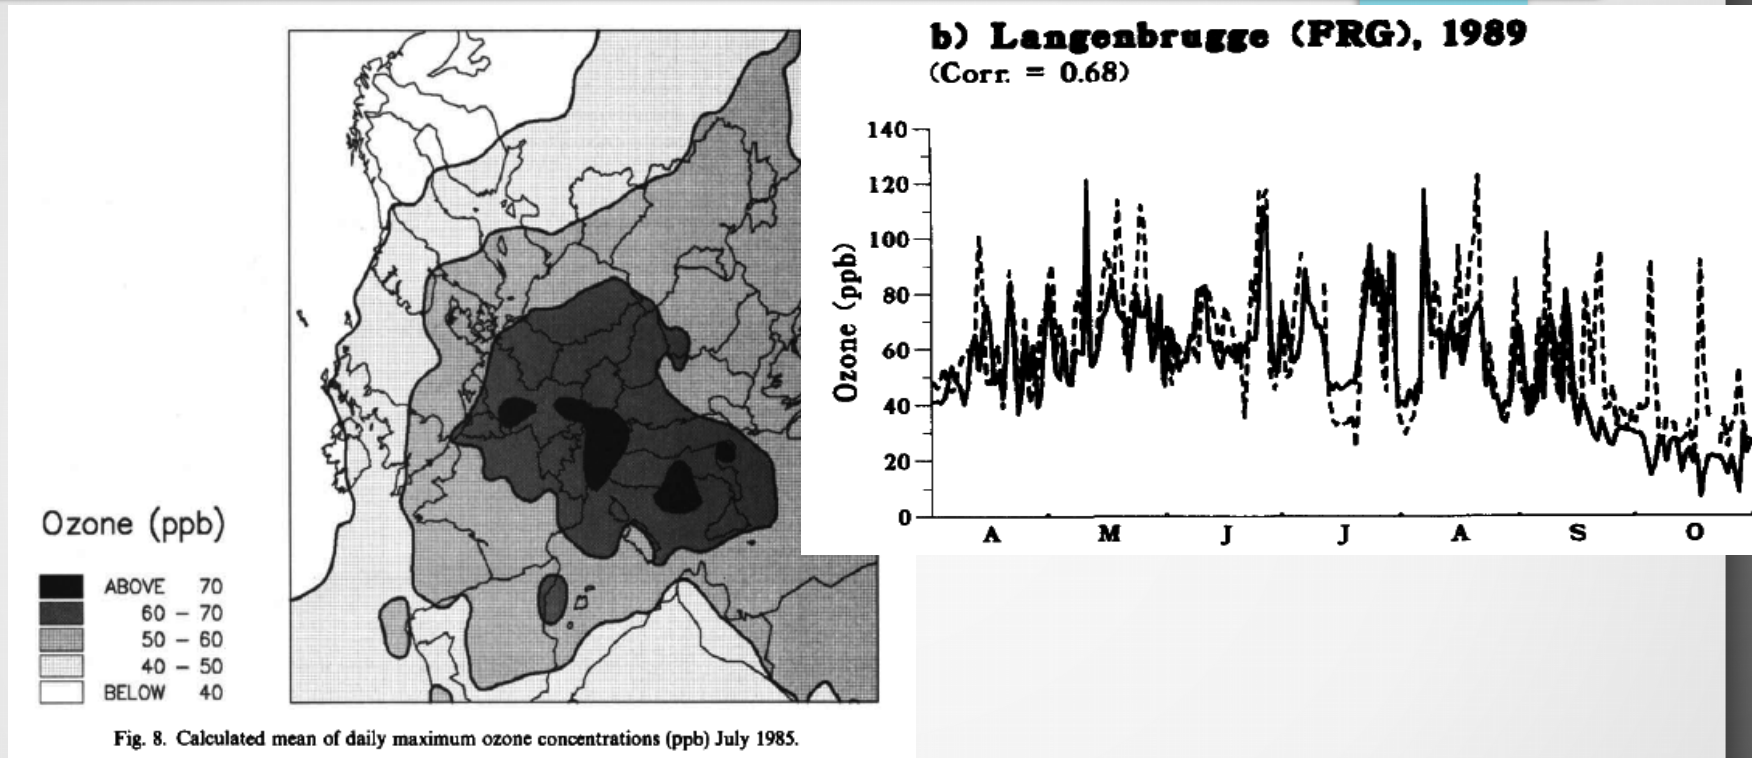 Ozone (ppb)
ABOVE 70
60 - 70
50 - 60
40 - 50
BELOW 40
Fig. 8. Calculated mean of daily maximum ozone concentrations (ppb) July 1985.
b) Langenbrugge (FRG), 1989
(Corr. = 0.68)
Ozone (ppb)
140
120
100
80
60
40
20
0
A M J J A S O